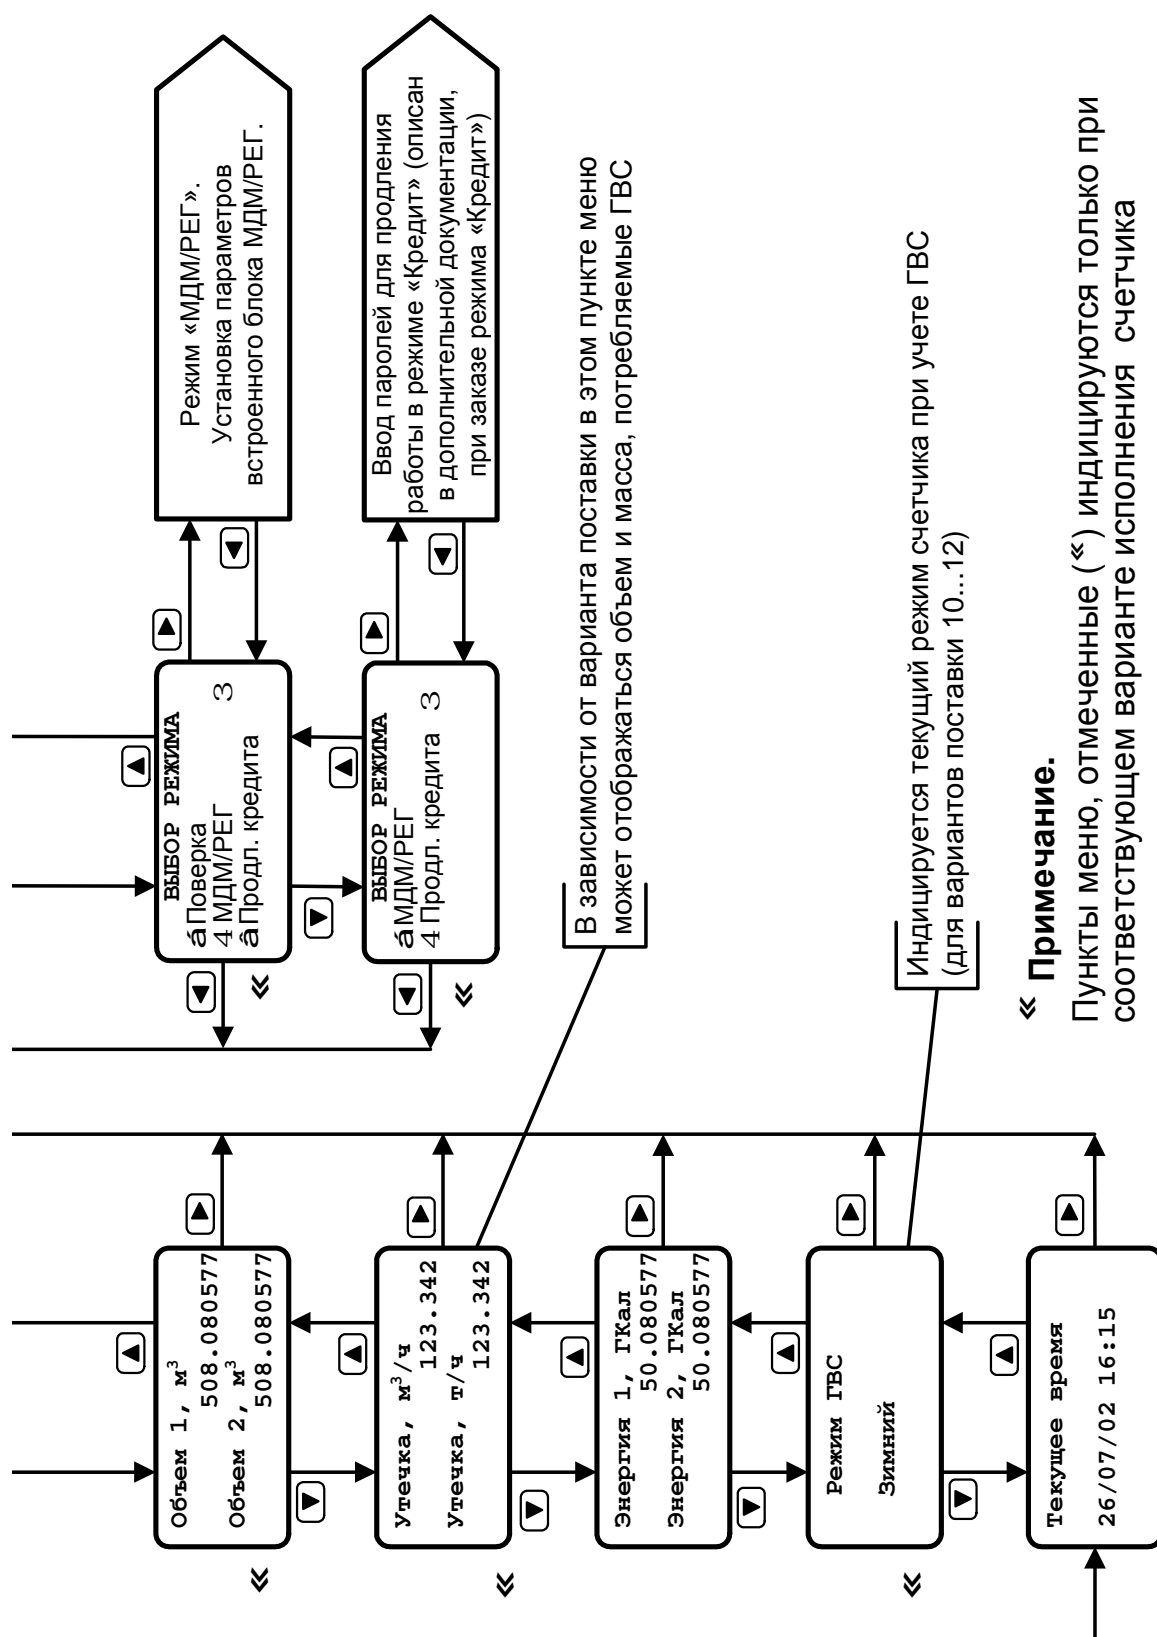 Объем 1, м³
508.080577
Объем 2, м³
508.080577
«
Утечка, м³/ч
123.342
Утечка, т/ч
123.342
«
Энергия 1, ГКал
50.080577
Энергия 2, ГКал
50.080577
Режим ГВС
Зимний
«
Текущее время
26/07/02 16:15
ВЫБОР РЕЖИМА
áПоверка
4 МДМ/РЕГ 3
âПродл. кредита
«
Режим «МДМ/РЕГ».
Установка параметров
встроенного блока МДМ/РЕГ.
ВЫБОР РЕЖИМА
áМДМ/РЕГ
4 Продл. кредита 3
«
Ввод паролей для продления
работы в режиме «Кредит» (описан
в дополнительной документации,
при заказе режима «Кредит»)
В зависимости от варианта поставки в этом пункте меню
может отображаться объем и масса, потребляемые ГВС
Индицируется текущий режим счетчика при учете ГВС
(для вариантов поставки 10...12)
« Примечание.
Пункты меню, отмеченные («) индицируются только при
соответствующем варианте исполнения счетчика